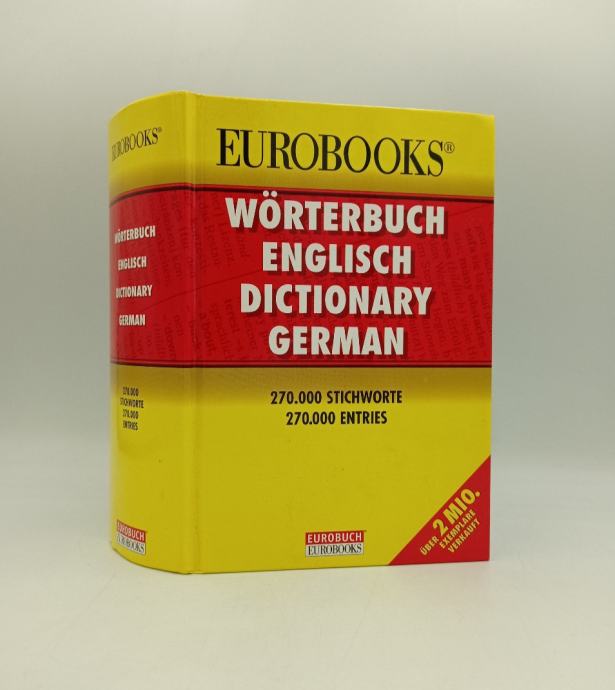 EUROBOOKS®
WÖRTERBUCH
ENGLISCH
DICTIONARY
GERMAN
270.000
STICHWORTE
270.000
ENTRIES
EUROBUCH
EUROBOOKS
EUROBOOKS®
WÖRTERBUCH
ENGLISCH
DICTIONARY
GERMAN
270.000 STICHWORTE
270.000 ENTRIES
ÜBER 2 MIO.
EXEMPLARE
VERKAUFT
EUROBUCH
EUROBOOKS